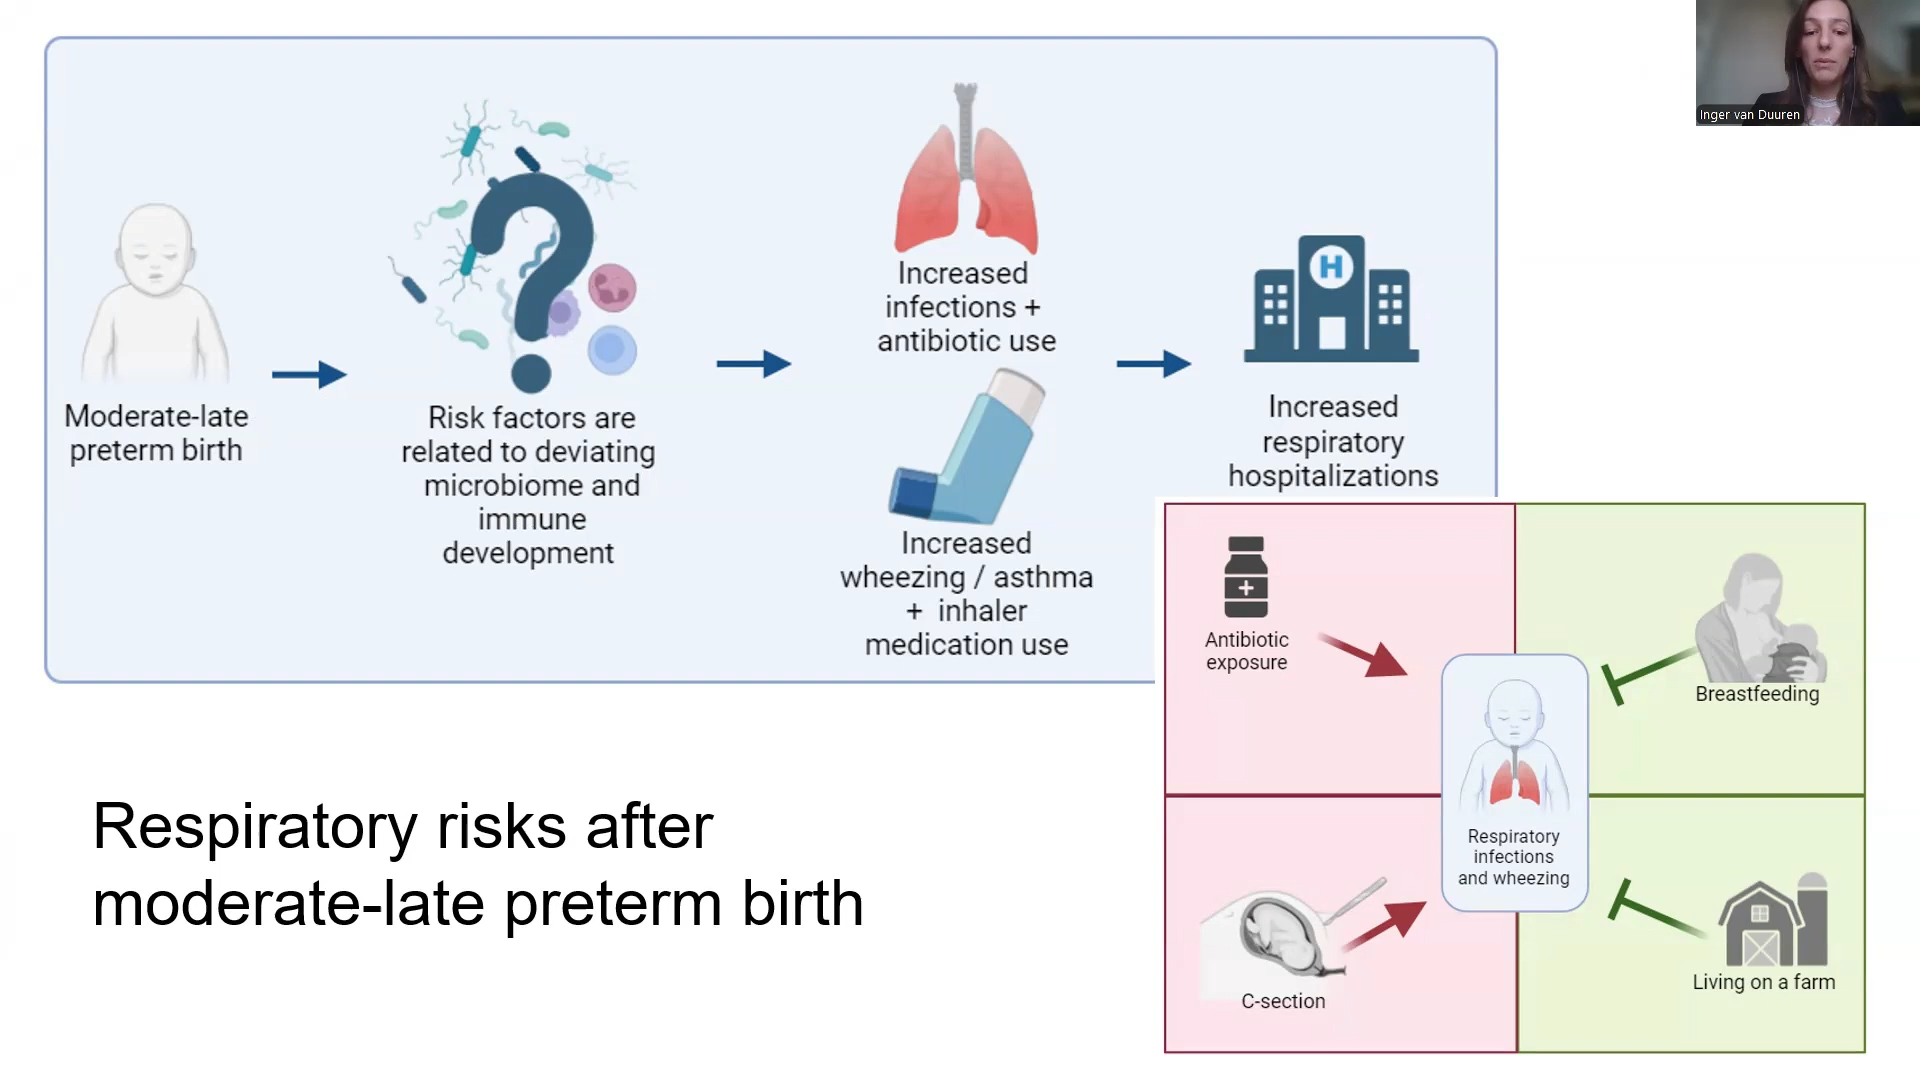 Inger van Duuren
Moderate-late
preterm birth
Risk factors are
related to deviating
microbiome and
immune
development
Increased
infections +
antibiotic use
Increased
wheezing / asthma
+ inhaler
medication use
H
Increased
respiratory
hospitalizations
Antibiotic
exposure
Breastfeeding
Respiratory
infections
and wheezing
C-section
Living on a farm
Respiratory risks after
moderate-late preterm birth